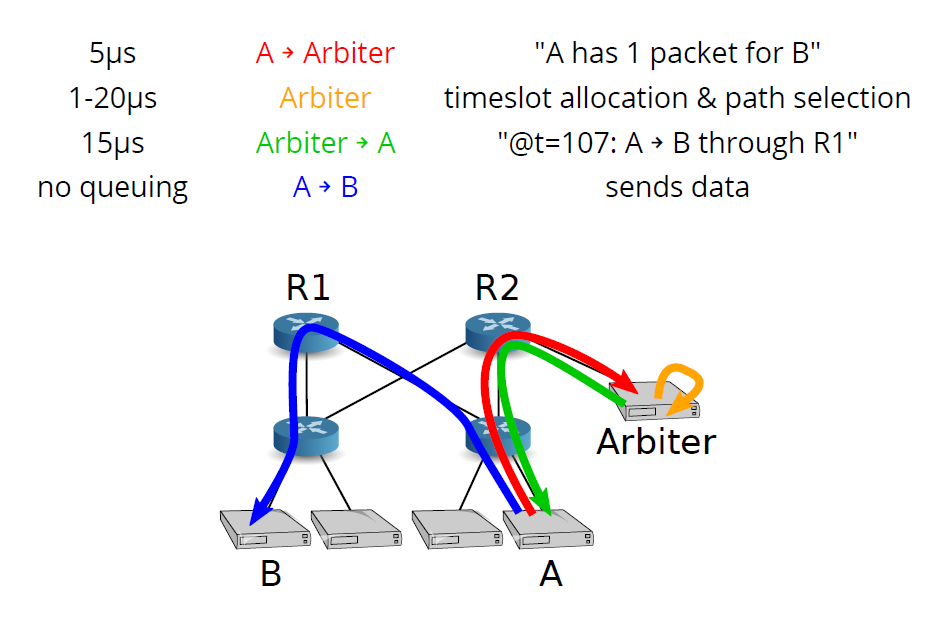 5µs A → Arbiter "A has 1 packet for B"
1-20µs Arbiter timeslot allocation & path selection
15µs Arbiter → A "@t=107: A → B through R1"
no queuing A → B sends data
R1 R2
Arbiter
B A